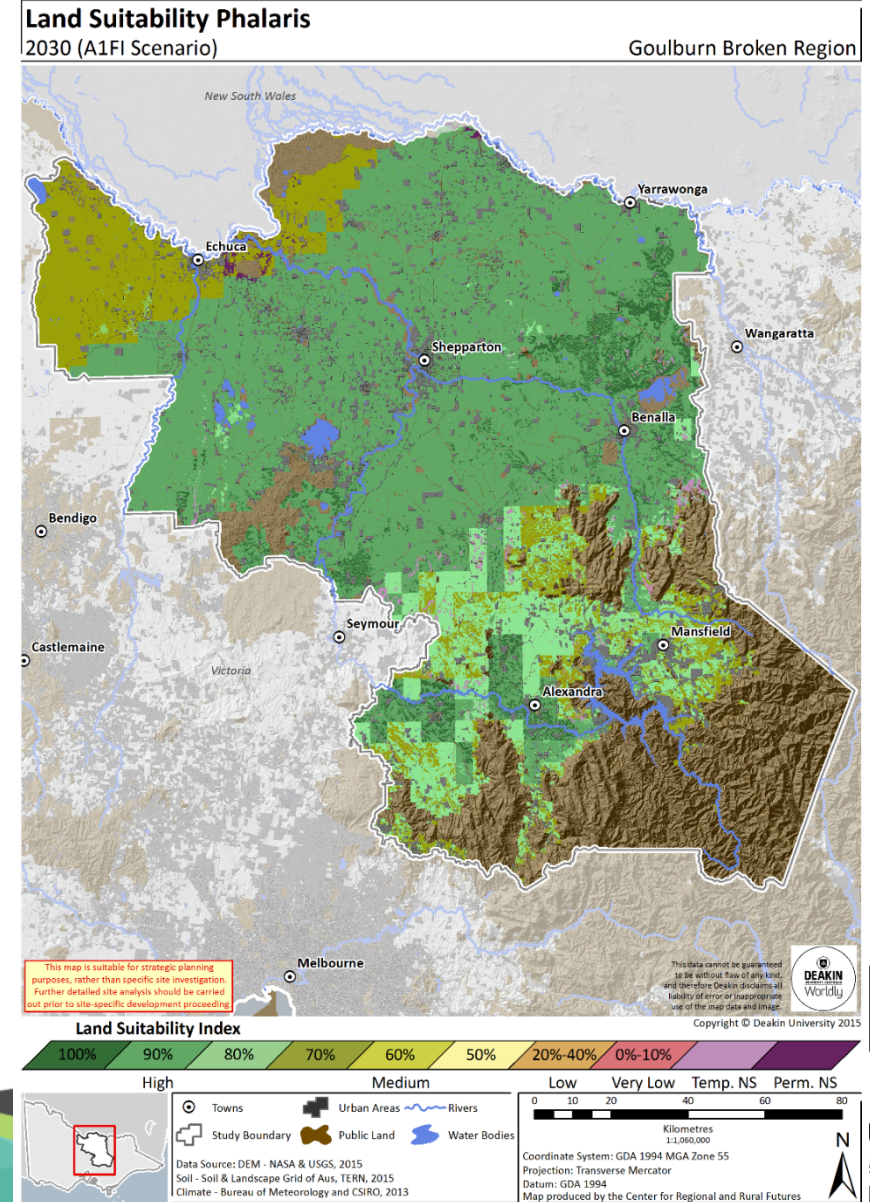 Land Suitability Phalaris
2030 (A1FI Scenario)
Goulburn Broken Region
New South Wales
Yarrawonga
Echuca
Wangaratta
Shepparton
Benalla
Bendigo
Seymour
Mansfield
Castlemaine
Victoria
Alexandra
Melbourne
This map is suitable for strategic planning
purposes, rather than specific site investigation.
Further detailed site analysis should be carried
out prior to site-specific development proceeding.
This data cannot be guaranteed
to be without flaw of any kind,
and therefore Deakin disclaims all
liability of error or inappropriate
use of the map data and image.
DEAKIN
Worldly
Copyright © Deakin University 2015
Land Suitability Index
100% 90% 80% 70% 60% 50% 20%-40% 0%-10%
High Medium Low Very Low Temp. NS Perm. NS
Towns Urban Areas Rivers
Study Boundary Public Land Water Bodies
Data Source: DEM - NASA & USGS, 2015
Soil - Soil & Landscape Grid of Aus, TERN, 2015
Climate - Bureau of Meteorology and CSIRO, 2013
0 10 20 40 60 80
Kilometres
1:1,060,000
N
Coordinate System: GDA 1994 MGA Zone 55
Projection: Transverse Mercator
Datum: GDA 1994
Map produced by the Center for Regional and Rural Futures